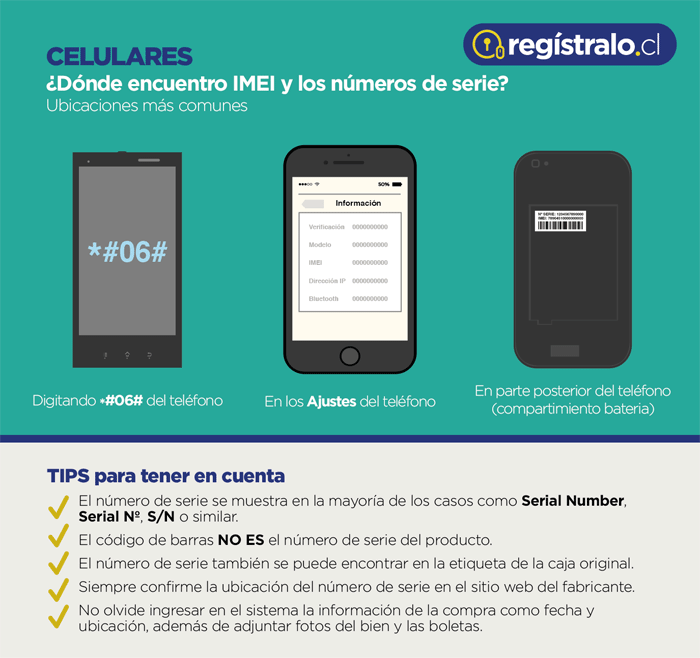 regístralo.cl
CELULARES
¿Dónde encuentro IMEI y los números de serie?
Ubicaciones más comunes
*#06#
50%
Información
Verificación 0000000000
Modelo 0000000000
IMEI 0000000000
Dirección IP 0000000000
Bluetooth 0000000000
Digitando *#06# del teléfono
En los Ajustes del teléfono
En parte posterior del teléfono
(compartimiento bateria)
TIPS para tener en cuenta
El número de serie se muestra en la mayoría de los casos como Serial Number,
Serial Nº, S/N o similar.
El código de barras NO ES el número de serie del producto.
El número de serie también se puede encontrar en la etiqueta de la caja original.
Siempre confirme la ubicación del número de serie en el sitio web del fabricante.
No olvide ingresar en el sistema la información de la compra como fecha y
ubicación, además de adjuntar fotos del bien y las boletas.